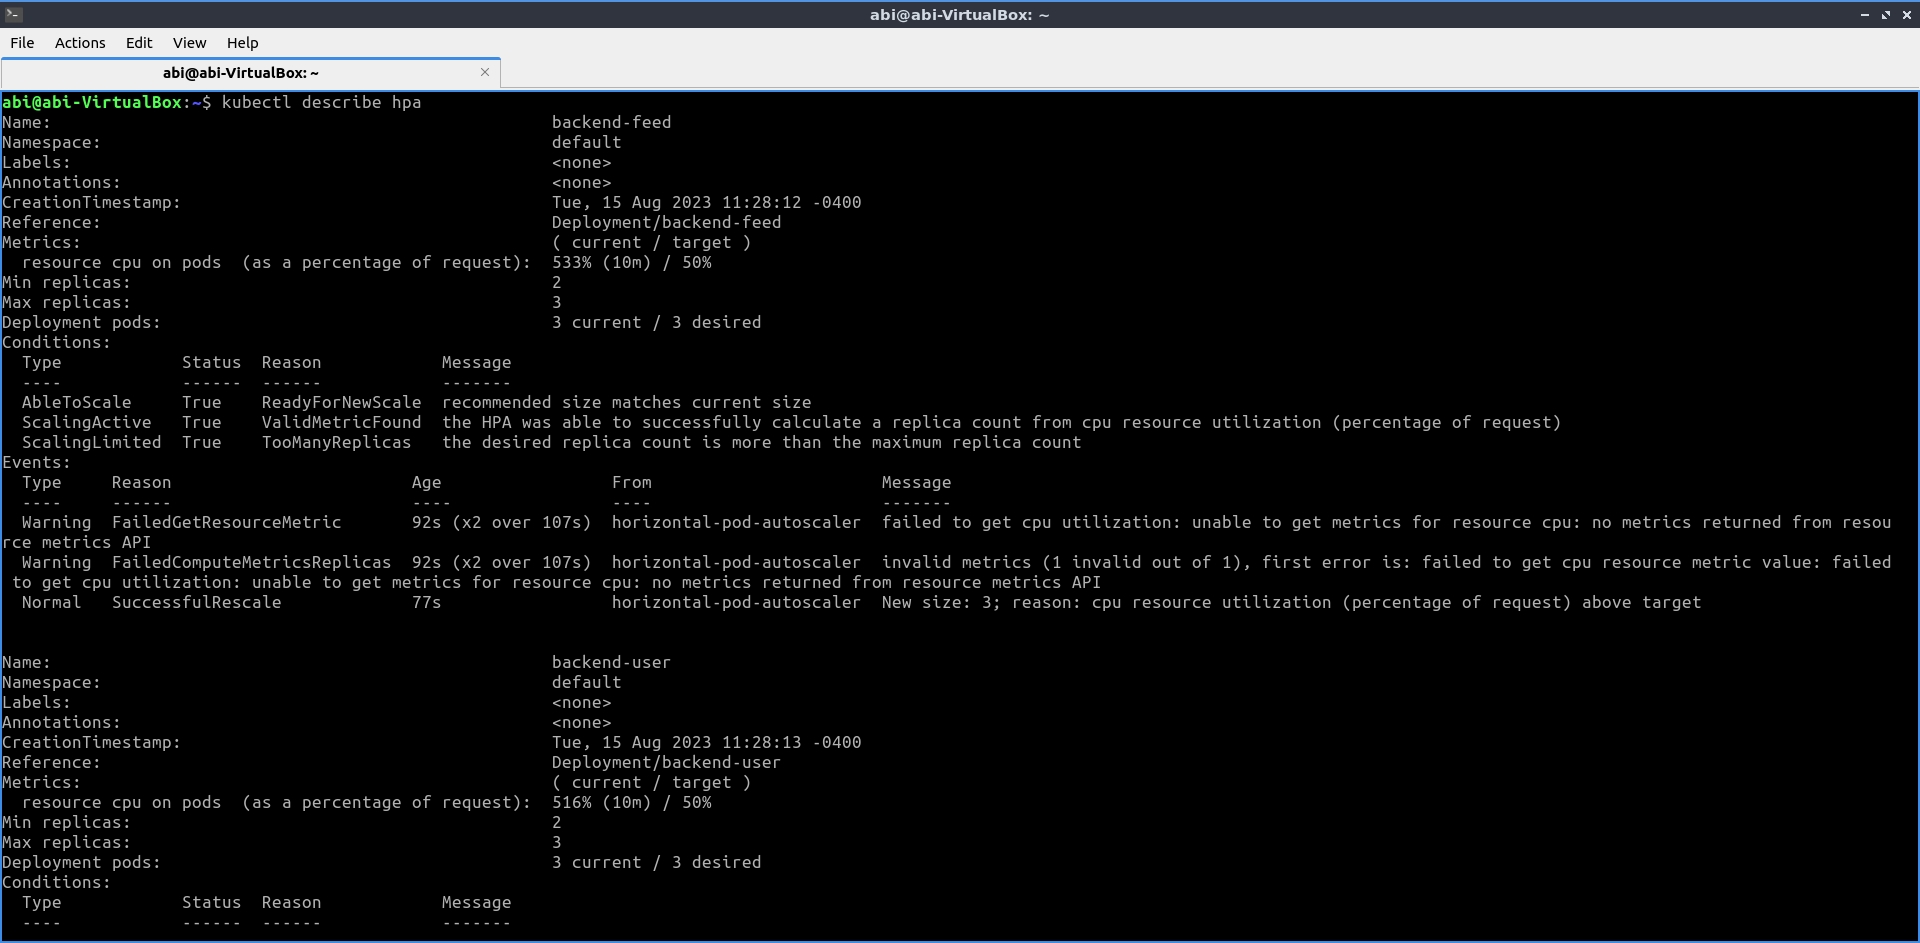 abi@abi-VirtualBox: ~
File Actions Edit View Help
abi@abi-VirtualBox: ~
abi@abi-VirtualBox:~$ kubectl describe hpa
Name: backend-feed
Namespace: default
Labels: <none>
Annotations: <none>
CreationTimestamp: Tue, 15 Aug 2023 11:28:12 -0400
Reference: Deployment/backend-feed
Metrics: ( current / target )
resource cpu on pods (as a percentage of request): 533% (10m) / 50%
Min replicas: 2
Max replicas: 3
Deployment pods: 3 current / 3 desired
Conditions:
Type Status Reason Message
---- ------ ------ -------
AbleToScale True ReadyForNewScale recommended size matches current size
ScalingActive True ValidMetricFound the HPA was able to successfully calculate a replica count from cpu resource utilization (percentage of request)
ScalingLimited True TooManyReplicas the desired replica count is more than the maximum replica count
Events:
Type Reason Age From Message
---- ------ ---- ---- -------
Warning FailedGetResourceMetric 92s (x2 over 107s) horizontal-pod-autoscaler failed to get cpu utilization: unable to get metrics for resource cpu: no metrics returned from resou
rce metrics API
Warning FailedComputeMetricsReplicas 92s (x2 over 107s) horizontal-pod-autoscaler invalid metrics (1 invalid out of 1), first error is: failed to get cpu resource metric value: failed
to get cpu utilization: unable to get metrics for resource cpu: no metrics returned from resource metrics API
Normal SuccessfulRescale 77s horizontal-pod-autoscaler New size: 3; reason: cpu resource utilization (percentage of request) above target
Name: backend-user
Namespace: default
Labels: <none>
Annotations: <none>
CreationTimestamp: Tue, 15 Aug 2023 11:28:13 -0400
Reference: Deployment/backend-user
Metrics: ( current / target )
resource cpu on pods (as a percentage of request): 516% (10m) / 50%
Min replicas: 2
Max replicas: 3
Deployment pods: 3 current / 3 desired
Conditions:
Type Status Reason Message
---- ------ ------ -------